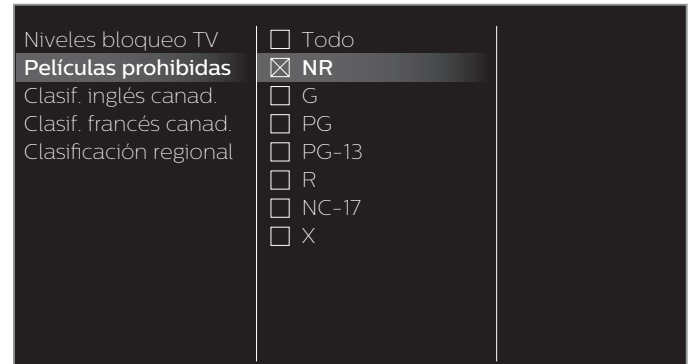 Niveles bloqueo TV
Películas prohibidas
Clasif. inglés canad.
Clasif. francés canad.
Clasificación regional
Todo
NR
G
PG
PG-13
R
NC-17
X